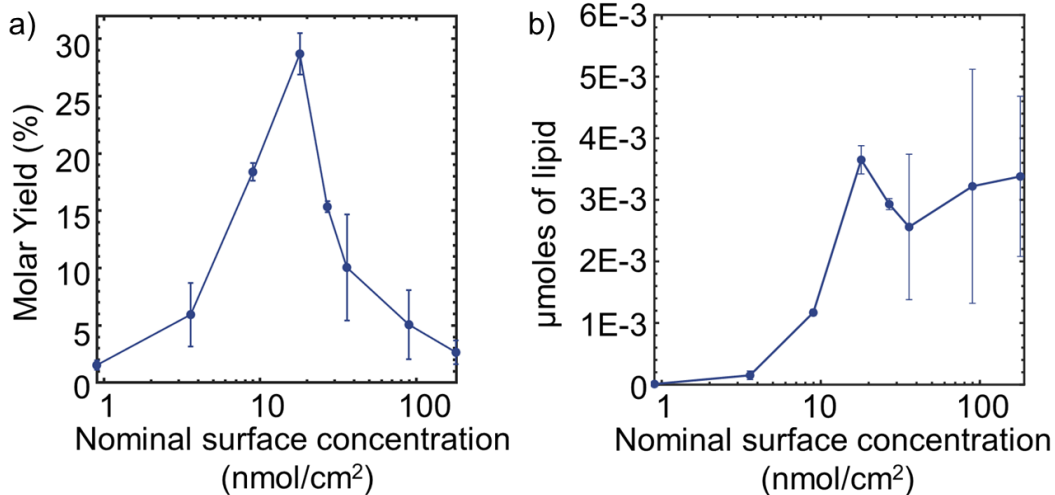 a)
Molar Yield (%)
30
25
20
15
10
5
0
1 10 100
Nominal surface concentration
(nmol/cm²)
b)
µmoles of lipid
6E-3
5E-3
4E-3
3E-3
2E-3
1E-3
0
1 10 100
Nominal surface concentration
(nmol/cm²)